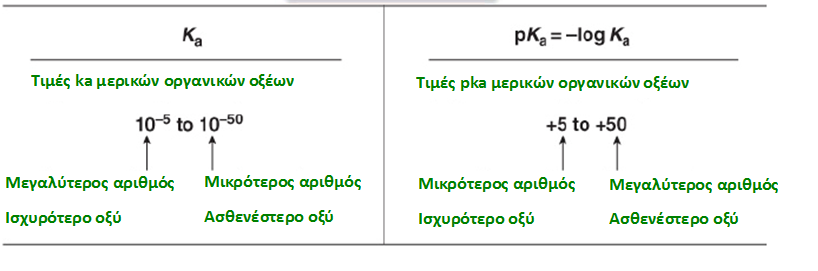 Kₐ
Τιμές ka μερικών οργανικών οξέων
10⁻⁵ to 10⁻⁵⁰
Μεγαλύτερος αριθμός Μικρότερος αριθμός
Ισχυρότερο οξύ Ασθενέστερο οξύ
pKₐ = –log Kₐ
Τιμές pka μερικών οργανικών οξέων
+5 to +50
Μικρότερος αριθμός Μεγαλύτερος αριθμός
Ισχυρότερο οξύ Ασθενέστερο οξύ